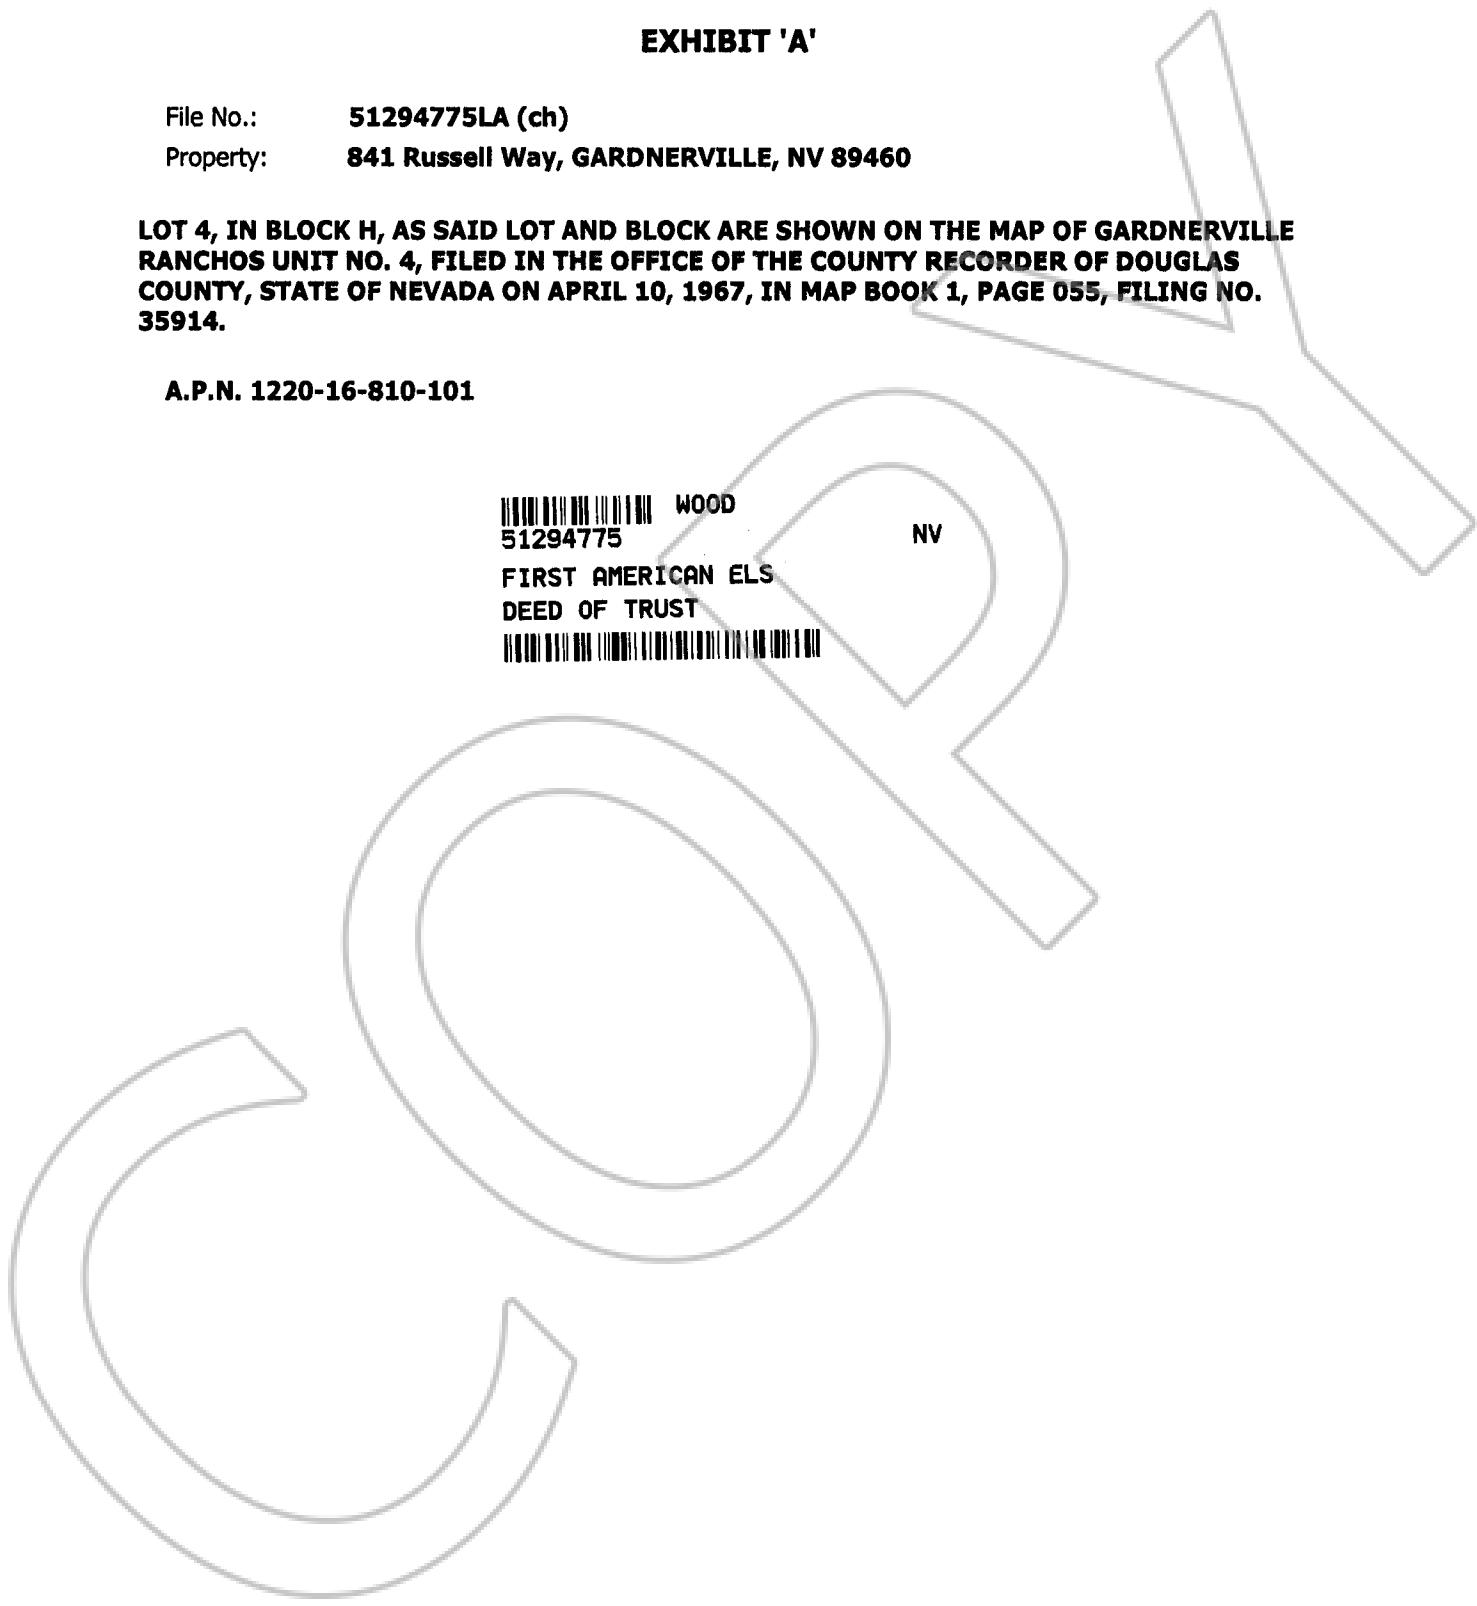 EXHIBIT 'A'
File No.: 51294775LA (ch)
Property: 841 Russell Way, GARDNERVILLE, NV 89460
LOT 4, IN BLOCK H, AS SAID LOT AND BLOCK ARE SHOWN ON THE MAP OF GARDNERVILLE
RANCHOS UNIT NO. 4, FILED IN THE OFFICE OF THE COUNTY RECORDER OF DOUGLAS
COUNTY, STATE OF NEVADA ON APRIL 10, 1967, IN MAP BOOK 1, PAGE 055, FILING NO.
35914.
A.P.N. 1220-16-810-101
WOOD
51294775 NV
FIRST AMERICAN ELS
DEED OF TRUST
COPY